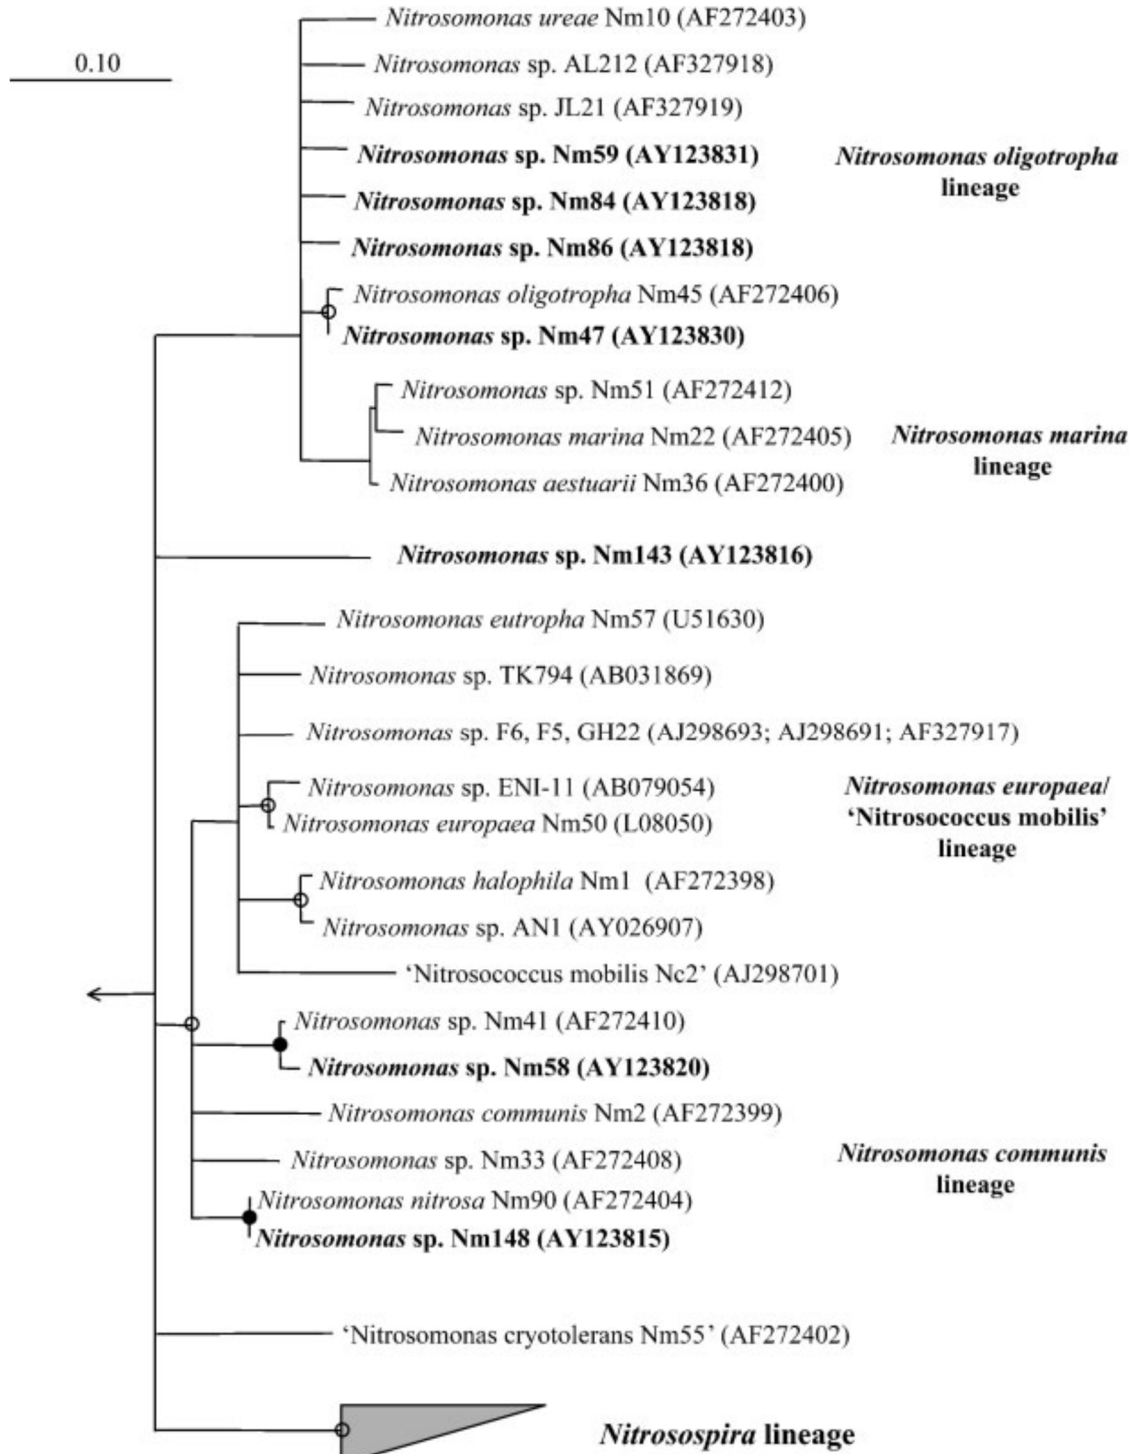 Nitrosomonas ureae Nm10 (AF272403)
0.10
Nitrosomonas sp. AL212 (AF327918)
Nitrosomonas sp. JL21 (AF327919)
Nitrosomonas sp. Nm59 (AY123831)
Nitrosomonas oligotropha
lineage
Nitrosomonas sp. Nm84 (AY123818)
Nitrosomonas sp. Nm86 (AY123818)
Nitrosomonas oligotropha Nm45 (AF272406)
Nitrosomonas sp. Nm47 (AY123830)
Nitrosomonas sp. Nm51 (AF272412)
Nitrosomonas marina Nm22 (AF272405)
Nitrosomonas marina
lineage
Nitrosomonas aestuarii Nm36 (AF272400)
Nitrosomonas sp. Nm143 (AY123816)
Nitrosomonas eutropha Nm57 (U51630)
Nitrosomonas sp. TK794 (AB031869)
Nitrosomonas sp. F6, F5, GH22 (AJ298693; AJ298691; AF327917)
Nitrosomonas sp. ENI-11 (AB079054)
Nitrosomonas europaea Nm50 (L08050)
Nitrosomonas europaea/
‘Nitrosococcus mobilis’
lineage
Nitrosomonas halophila Nm1 (AF272398)
Nitrosomonas sp. AN1 (AY026907)
‘Nitrosococcus mobilis Nc2’ (AJ298701)
Nitrosomonas sp. Nm41 (AF272410)
Nitrosomonas sp. Nm58 (AY123820)
Nitrosomonas communis Nm2 (AF272399)
Nitrosomonas sp. Nm33 (AF272408)
Nitrosomonas communis
lineage
Nitrosomonas nitrosa Nm90 (AF272404)
Nitrosomonas sp. Nm148 (AY123815)
‘Nitrosomonas cryotolerans Nm55’ (AF272402)
Nitrosospira lineage